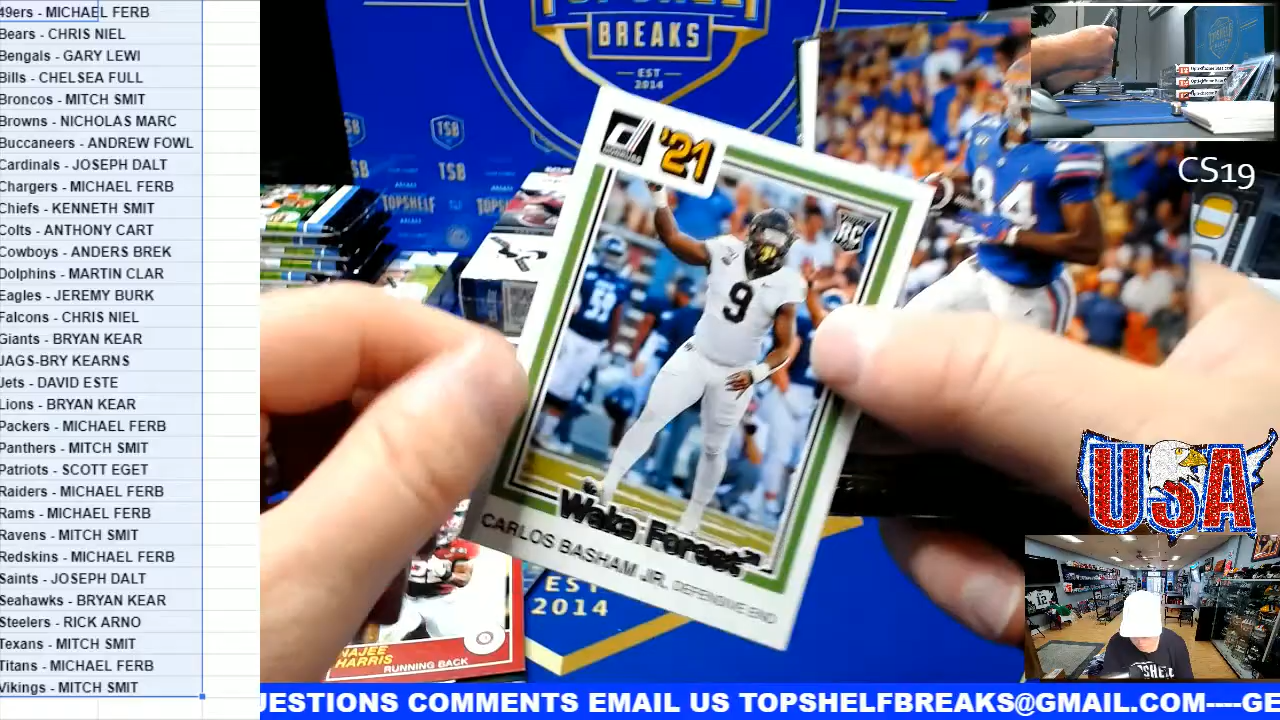 49ers - MICHAEL FERB
Bears - CHRIS NIEL
Bengals - GARY LEWI
Bills - CHELSEA FULL
Broncos - MITCH SMIT
Browns - NICHOLAS MARC
Buccaneers - ANDREW FOWL
Cardinals - JOSEPH DALT
Chargers - MICHAEL FERB
Chiefs - KENNETH SMIT
Colts - ANTHONY CART
Cowboys - ANDERS BREK
Dolphins - MARTIN CLAR
Eagles - JEREMY BURK
Falcons - CHRIS NIEL
Giants - BRYAN KEAR
JAGS-BRY KEARNS
Jets - DAVID ESTE
Lions - BRYAN KEAR
Packers - MICHAEL FERB
Panthers - MITCH SMIT
Patriots - SCOTT EGET
Raiders - MICHAEL FERB
Rams - MICHAEL FERB
Ravens - MITCH SMIT
Redskins - MICHAEL FERB
Saints - JOSEPH DALT
Seahawks - BRYAN KEAR
Steelers - RICK ARNO
Texans - MITCH SMIT
Titans - MICHAEL FERB
Vikings - MITCH SMIT
BREAKS
EST
2014
TSB
TOPSHELF
'21
RC
84
59
9
Wake Forest
CARLOS BASHAM JR. DEFENSIVE END
NAJEE
HARRIS
RUNNING BACK
EST
2014
CS19
USA
UESTIONS COMMENTS EMAIL US TOPSHELFBREAKS@GMAIL.COM----GE